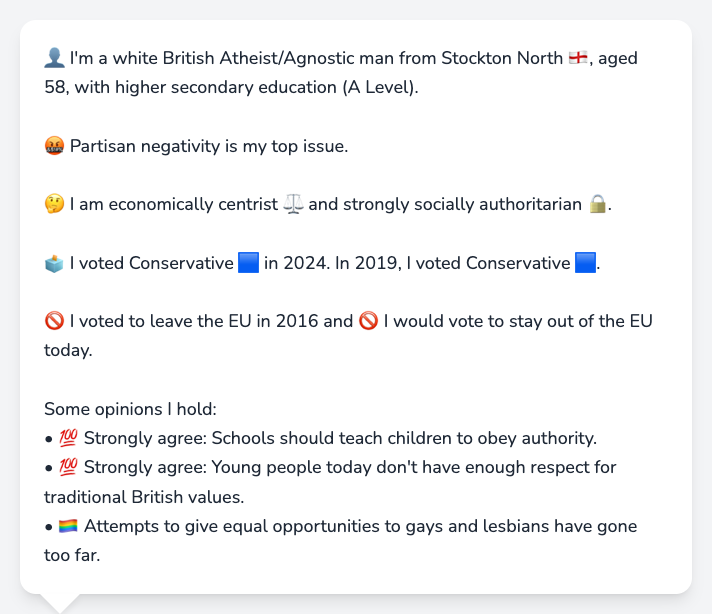 👤 I'm a white British Atheist/Agnostic man from Stockton North 🏴󠁧󠁢󠁥󠁮󠁧󠁿, aged
58, with higher secondary education (A Level).
🤬 Partisan negativity is my top issue.
🤔 I am economically centrist ⚖️ and strongly socially authoritarian 🔒.
🗳️ I voted Conservative 🟦 in 2024. In 2019, I voted Conservative 🟦.
🚫 I voted to leave the EU in 2016 and 🚫 I would vote to stay out of the EU
today.
Some opinions I hold:
• 💯 Strongly agree: Schools should teach children to obey authority.
• 💯 Strongly agree: Young people today don't have enough respect for
traditional British values.
• 🏳️‍🌈 Attempts to give equal opportunities to gays and lesbians have gone
too far.